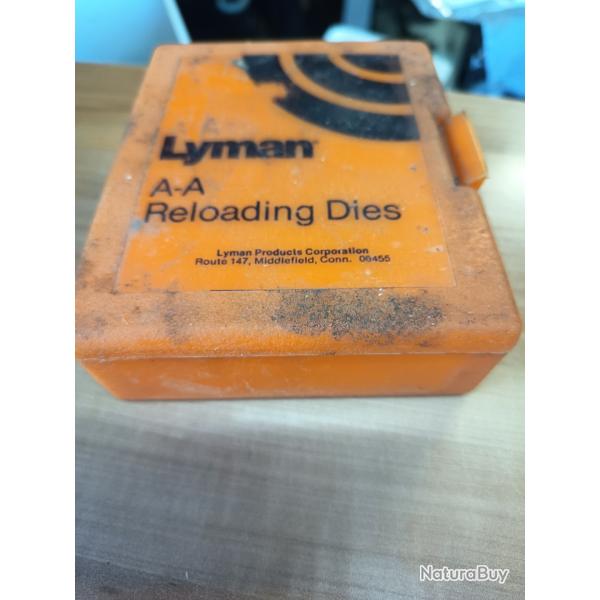 Lyman
A-A
Reloading Dies
Lyman Products Corporation
Route 147, Middlefield, Conn. 06455
NaturaBuy